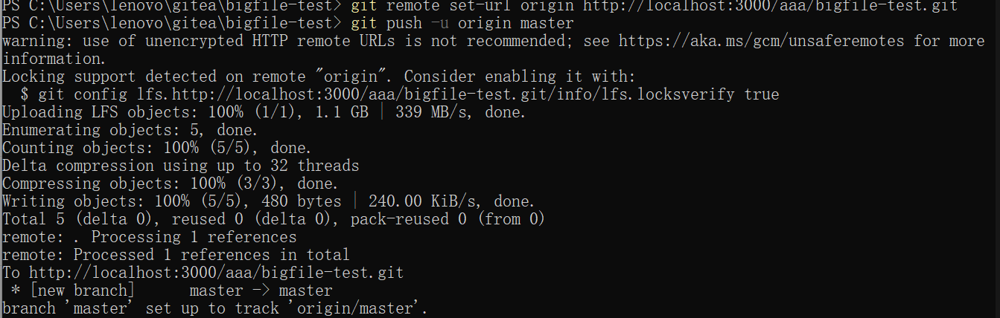 PS C:\Users\lenovo\gitea\bigfile-test> git remote set-url origin http://localhost:3000/aaa/bigfile-test.git
PS C:\Users\lenovo\gitea\bigfile-test> git push -u origin master
warning: use of unencrypted HTTP remote URLs is not recommended; see https://aka.ms/gcm/unsaferemotes for more
information.
Locking support detected on remote "origin". Consider enabling it with:
  $ git config lfs.http://localhost:3000/aaa/bigfile-test.git/info/lfs.locksverify true
Uploading LFS objects: 100% (1/1), 1.1 GB | 339 MB/s, done.
Enumerating objects: 5, done.
Counting objects: 100% (5/5), done.
Delta compression using up to 32 threads
Compressing objects: 100% (3/3), done.
Writing objects: 100% (5/5), 480 bytes | 240.00 KiB/s, done.
Total 5 (delta 0), reused 0 (delta 0), pack-reused 0 (from 0)
remote: . Processing 1 references
remote: Processed 1 references in total
To http://localhost:3000/aaa/bigfile-test.git
 * [new branch]      master -> master
branch 'master' set up to track 'origin/master'.